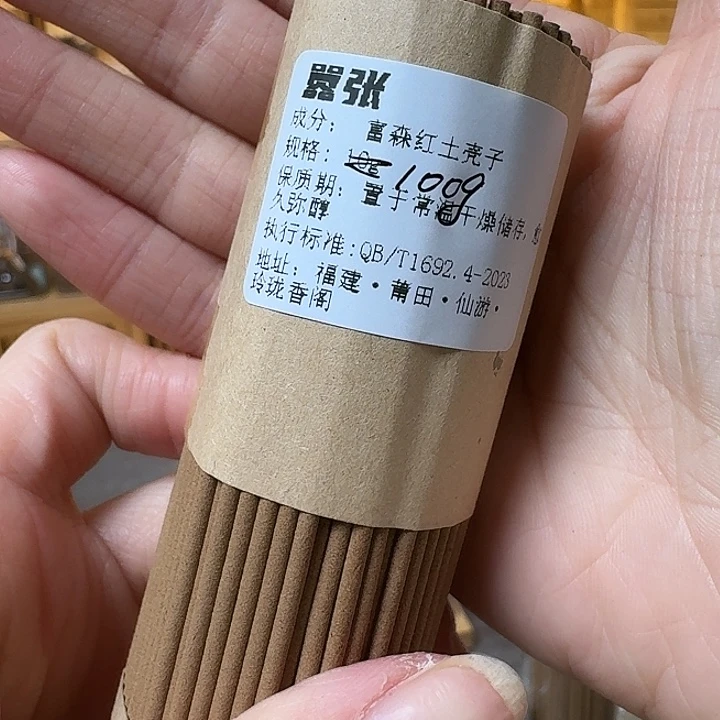 嚣张
成分： 富森红土壳子
规格：10g 100g
保质期：置于常温干燥储存，愈
久弥醇
执行标准:QB/T1692.4-2023
地址：福建·莆田·仙游·
玲珑香阁